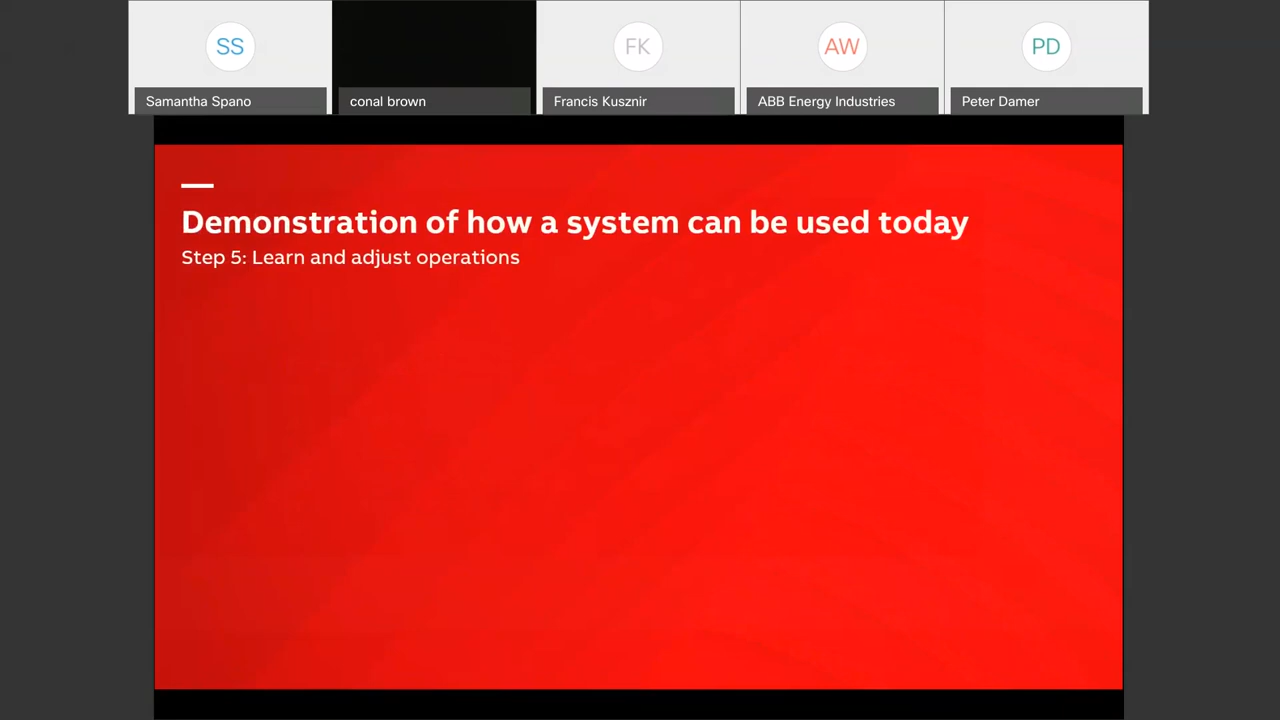 SS
FK
AW
PD
Samantha Spano
conal brown
Francis Kusznir
ABB Energy Industries
Peter Damer
Demonstration of how a system can be used today
Step 5: Learn and adjust operations